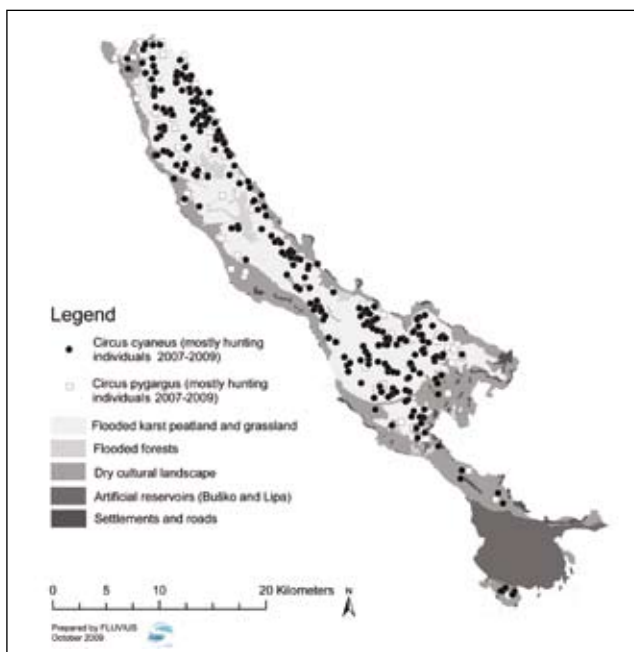 Legend
Circus cyaneus (mostly hunting
individuals 2007-2009)
Circus pygargus (mostly hunting
individuals 2007-2009)
Flooded karst peatland and grassland
Flooded forests
Dry cultural landscape
Artificial reservoirs (Buško and Lipa)
Settlements and roads
0 5 10 20 Kilometers
N
Prepared by FLUVIUS
October 2009